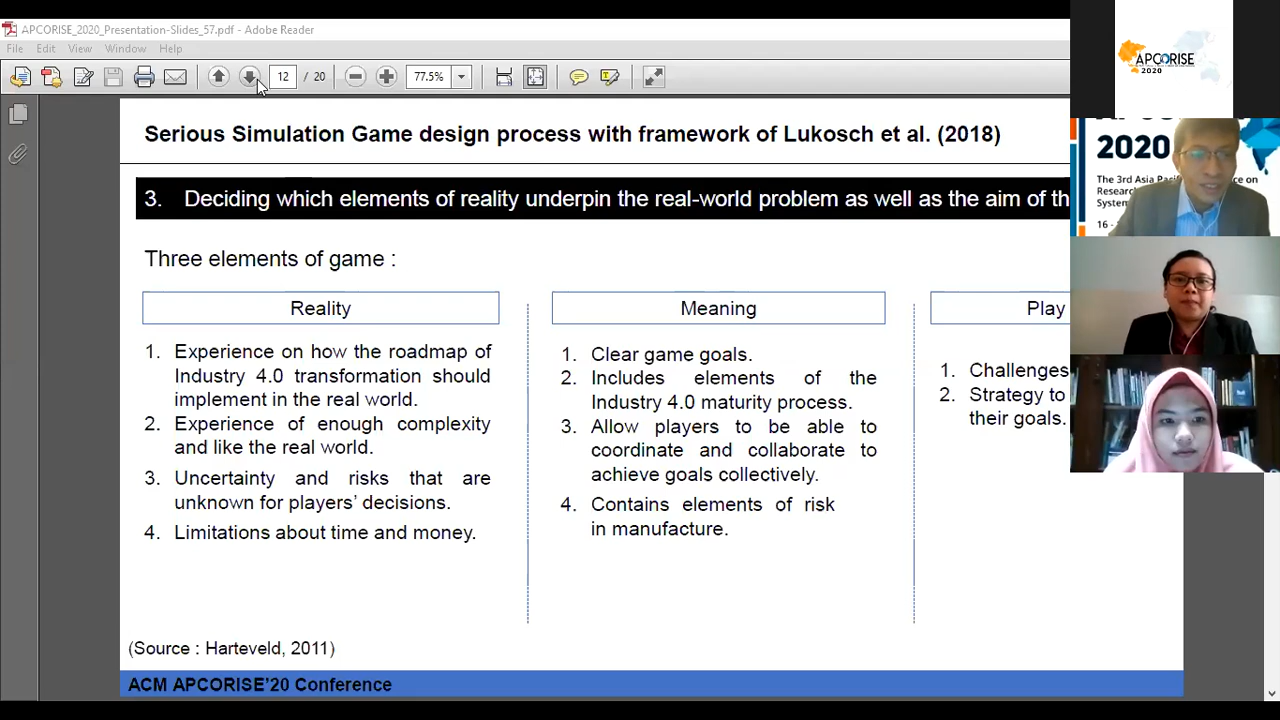 APCORISE_2020_Presentation-Slides_57.pdf - Adobe Reader
File Edit View Window Help
12 / 20 77.5%
Serious Simulation Game design process with framework of Lukosch et al. (2018)
3. Deciding which elements of reality underpin the real-world problem as well as the aim of th
Three elements of game :
Reality
1. Experience on how the roadmap of
Industry 4.0 transformation should
implement in the real world.
2. Experience of enough complexity
and like the real world.
3. Uncertainty and risks that are
unknown for players' decisions.
4. Limitations about time and money.
Meaning
1. Clear game goals.
2. Includes elements of the
Industry 4.0 maturity process.
3. Allow players to be able to
coordinate and collaborate to
achieve goals collectively.
4. Contains elements of risk
in manufacture.
Play
1. Challenges
2. Strategy to
their goals.
(Source : Harteveld, 2011)
ACM APCORISE'20 Conference
APCORISE
2020
2020
The 3rd Asia
on
Research
System
16 -